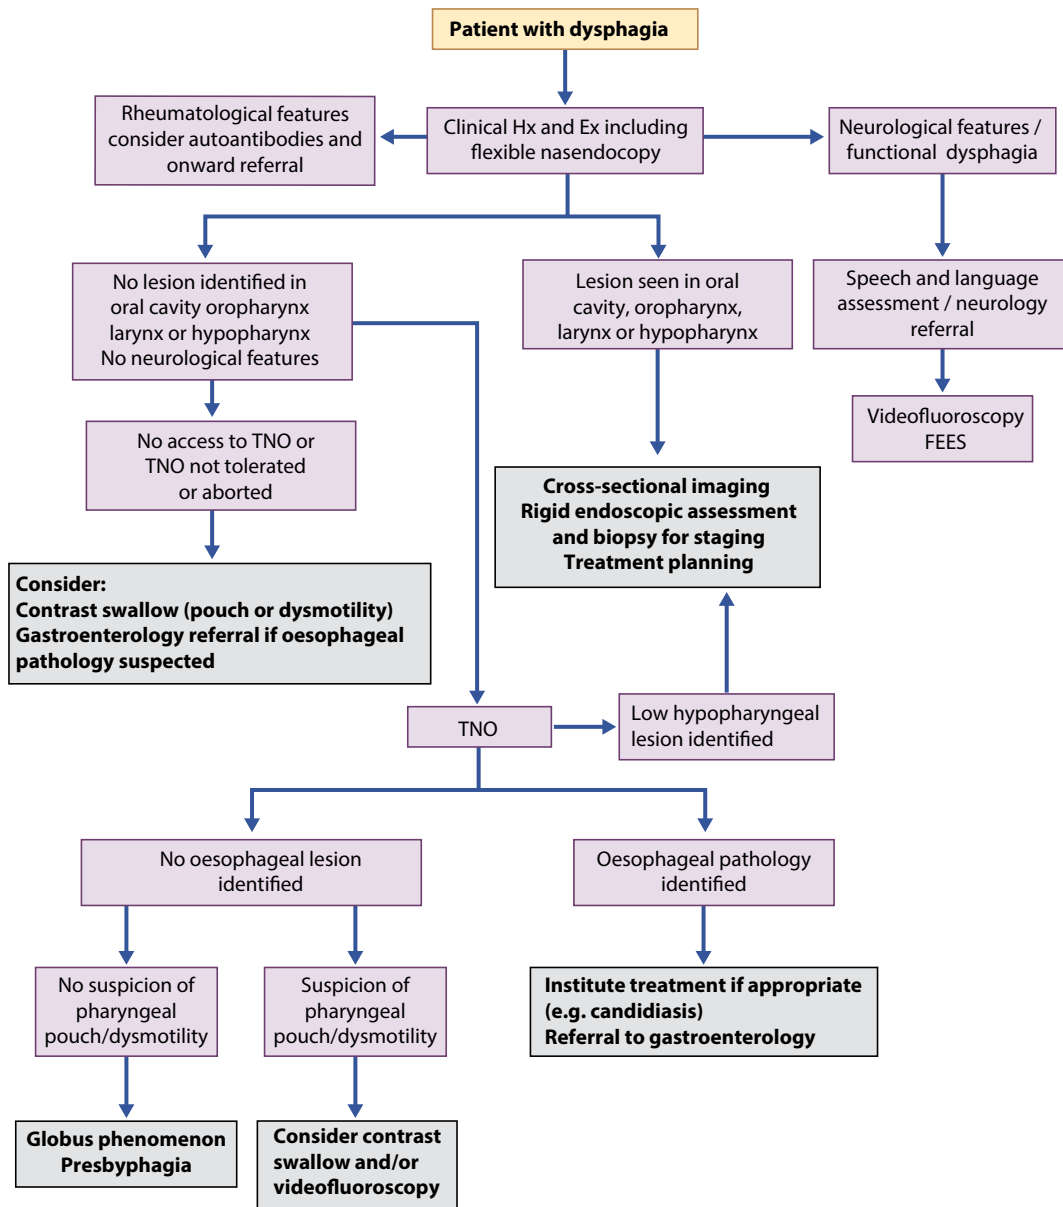 Patient with dysphagia
Rheumatological features
consider autoantibodies and
onward referral
Clinical Hx and Ex including
flexible nasendocopy
Neurological features /
functional dysphagia
No lesion identified in
oral cavity oropharynx
larynx or hypopharynx
No neurological features
Lesion seen in oral
cavity, oropharynx,
larynx or hypopharynx
Speech and language
assessment / neurology
referral
No access to TNO or
TNO not tolerated
or aborted
Videofluoroscopy
FEES
Cross-sectional imaging
Rigid endoscopic assessment
and biopsy for staging
Treatment planning
Consider:
Contrast swallow (pouch or dysmotility)
Gastroenterology referral if oesophageal
pathology suspected
TNO
Low hypopharyngeal
lesion identified
No oesophageal lesion
identified
Oesophageal pathology
identified
No suspicion of
pharyngeal
pouch/dysmotility
Suspicion of
pharyngeal
pouch/dysmotility
Institute treatment if appropriate
(e.g. candidiasis)
Referral to gastroenterology
Globus phenomenon
Presbyphagia
Consider contrast
swallow and/or
videofluoroscopy